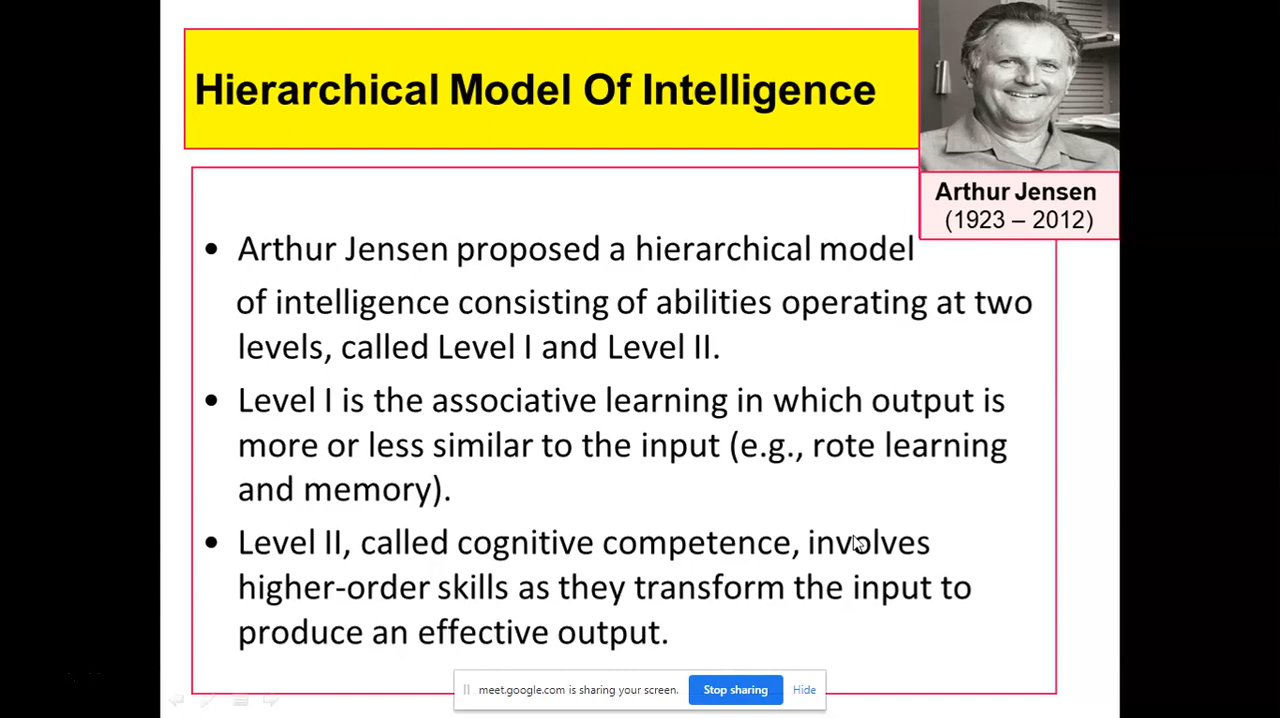 Hierarchical Model Of Intelligence
Arthur Jensen
(1923 – 2012)
• Arthur Jensen proposed a hierarchical model
of intelligence consisting of abilities operating at two
levels, called Level I and Level II.
• Level I is the associative learning in which output is
more or less similar to the input (e.g., rote learning
and memory).
• Level II, called cognitive competence, involves
higher-order skills as they transform the input to
produce an effective output.
meet.google.com is sharing your screen. Stop sharing Hide